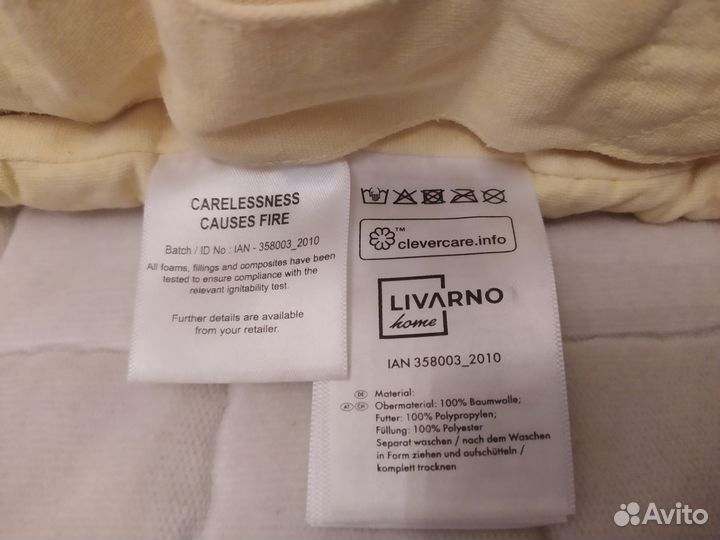 CARELESSNESS
CAUSES FIRE
Batch / ID No : IAN - 358003_2010
All foams, fillings and composites have been
tested to ensure compliance with the
relevant ignitability test.
Further details are available
from your retailer.
™
clevercare.info
LIVARNO
home
IAN 358003_2010
DE Material:
AT CH Obermaterial: 100% Baumwolle;
Futter: 100% Polypropylen;
Füllung: 100% Polyester
Separat waschen / nach dem Waschen
in Form ziehen und aufschütteln /
komplett trocknen
Avito